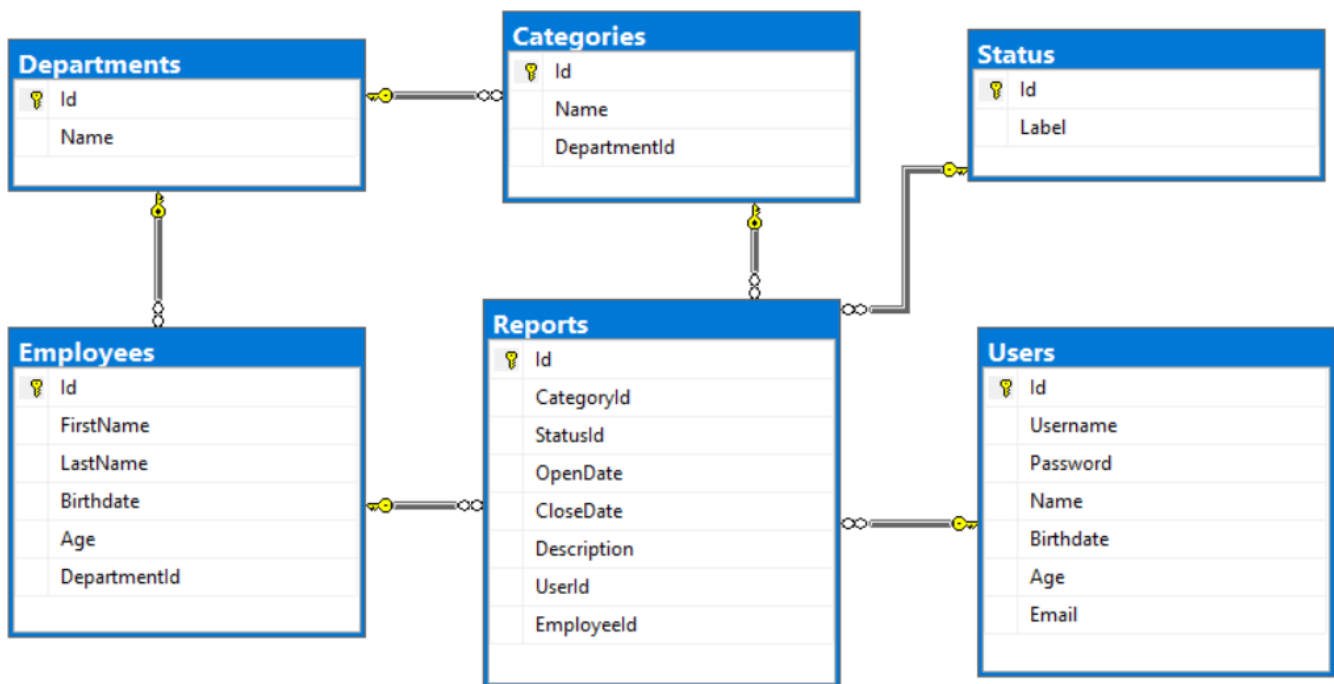 Departments
Id
Name
Categories
Id
Name
DepartmentId
Status
Id
Label
Employees
Id
FirstName
LastName
Birthdate
Age
DepartmentId
Reports
Id
CategoryId
StatusId
OpenDate
CloseDate
Description
UserId
EmployeeId
Users
Id
Username
Password
Name
Birthdate
Age
Email